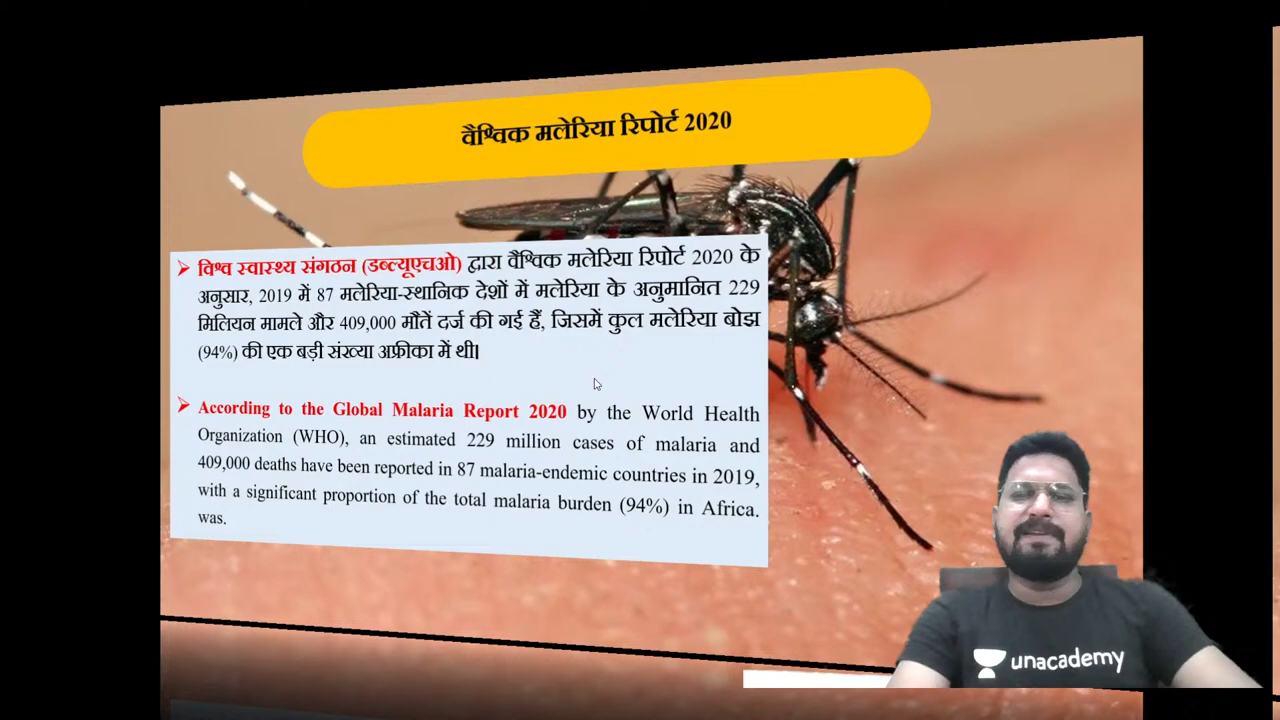 वैश्विक मलेरिया रिपोर्ट 2020
➢ विश्व स्वास्थ्य संगठन (डब्ल्यूएचओ) द्वारा वैश्विक मलेरिया रिपोर्ट 2020 के
अनुसार, 2019 में 87 मलेरिया-स्थानिक देशों में मलेरिया के अनुमानित 229
मिलियन मामले और 409,000 मौतें दर्ज की गई हैं, जिसमें कुल मलेरिया बोझ
(94%) की एक बड़ी संख्या अफ्रीका में थी।
➢ According to the Global Malaria Report 2020 by the World Health
Organization (WHO), an estimated 229 million cases of malaria and
409,000 deaths have been reported in 87 malaria-endemic countries in 2019,
with a significant proportion of the total malaria burden (94%) in Africa.
was.
unacademy